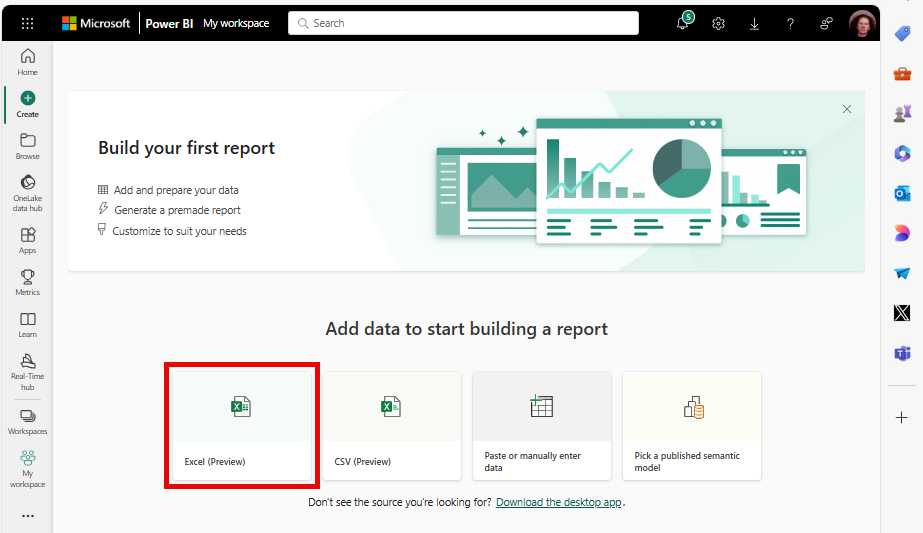 Microsoft
Power BI
My workspace
Search
5
?
Home
Create
Browse
OneLake
data hub
Apps
Metrics
Learn
Real-Time
hub
Workspaces
My
workspace
...
Build your first report
Add and prepare your data
Generate a premade report
Customize to suit your needs
Add data to start building a report
Excel (Preview)
CSV (Preview)
Paste or manually enter
data
Pick a published semantic
model
Don't see the source you're looking for? Download the desktop app.